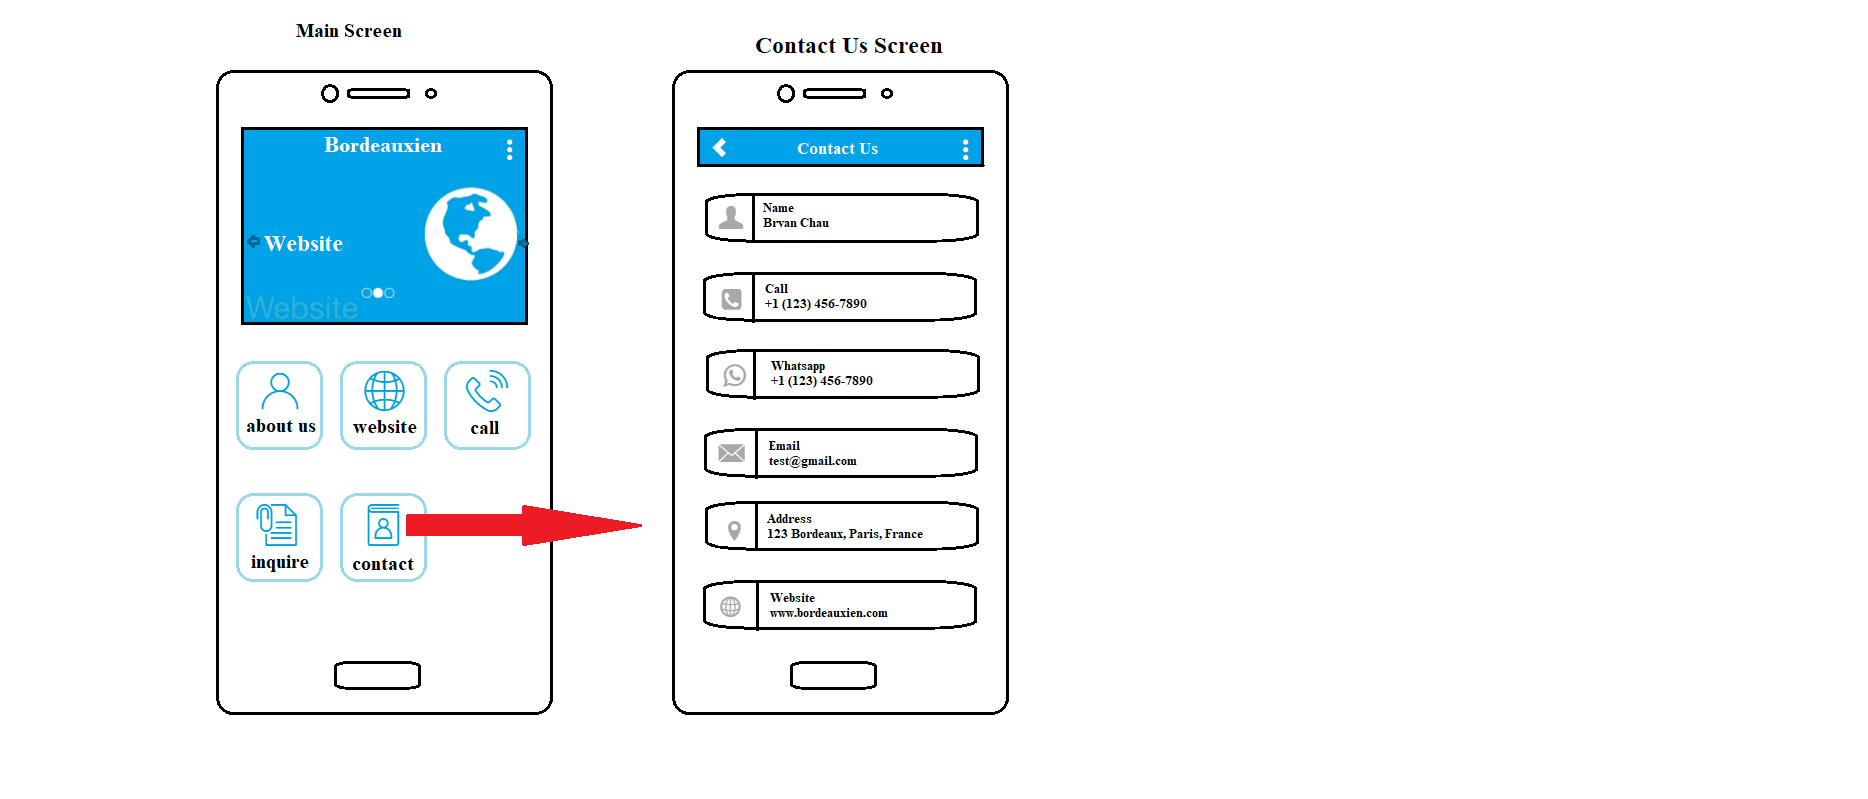 Main Screen
Bordeauxien
Website
Website
about us
website
call
inquire
contact
Contact Us Screen
Contact Us
Name
Bryan Chau
Call
+1 (123) 456-7890
Whatsapp
+1 (123) 456-7890
Email
test@gmail.com
Address
123 Bordeaux, Paris, France
Website
www.bordeauxien.com